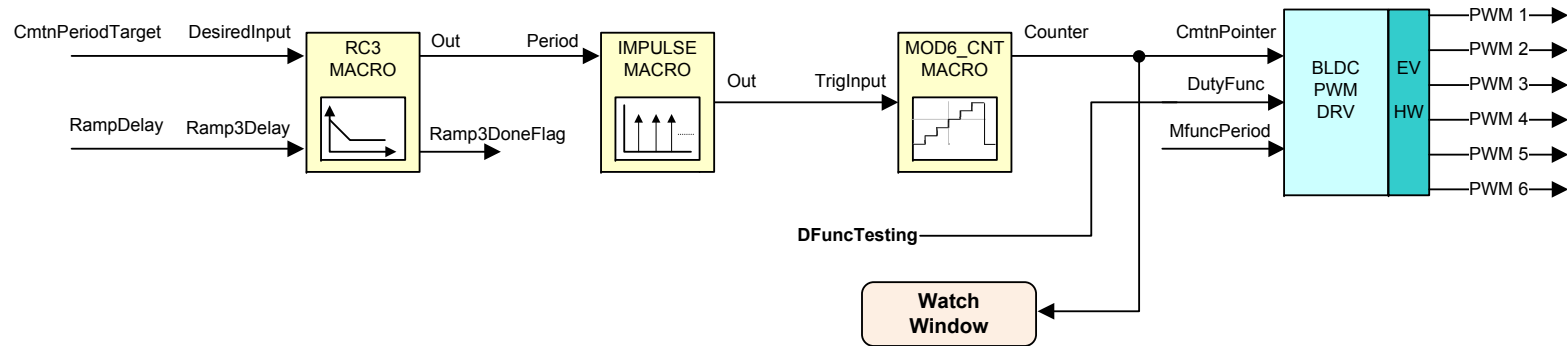 CmtnPeriodTarget
DesiredInput
RC3
MACRO
Out
Period
IMPULSE
MACRO
Out
TrigInput
MOD6_CNT
MACRO
Counter
CmtnPointer
BLDC
PWM
DRV
EV
HW
PWM 1
PWM 2
PWM 3
PWM 4
PWM 5
PWM 6
RampDelay
Ramp3Delay
Ramp3DoneFlag
DutyFunc
MfuncPeriod
DFuncTesting
Watch
Window